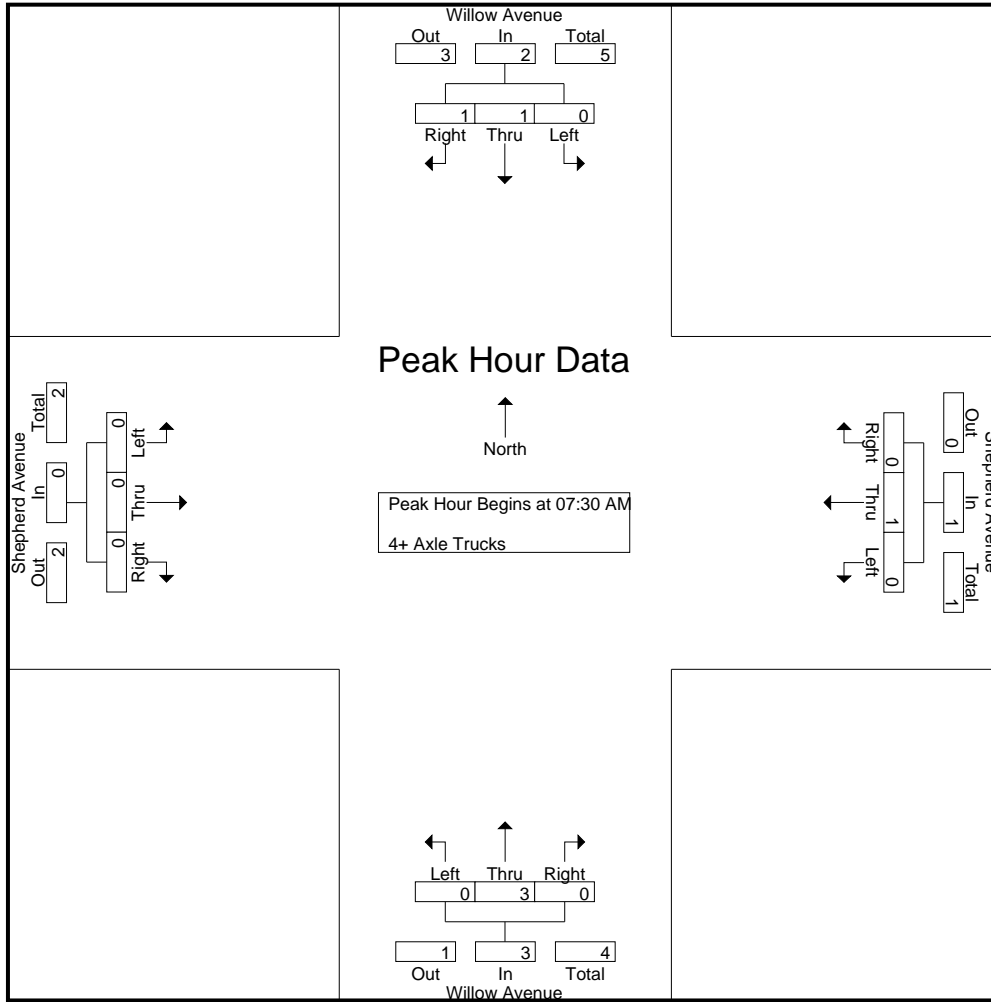 Willow Avenue
Out In Total
3 2 5
1 1 0
Right Thru Left
Peak Hour Data
North
Peak Hour Begins at 07:30 AM
4+ Axle Trucks
Shepherd Avenue
Total In Out
2 0 2
0 0 0
Left Thru Right
Right Thru Left
0 1 0
Out In Total
0 1 1
Shepherd Avenue
Left Thru Right
0 3 0
1 3 4
Out In Total
Willow Avenue